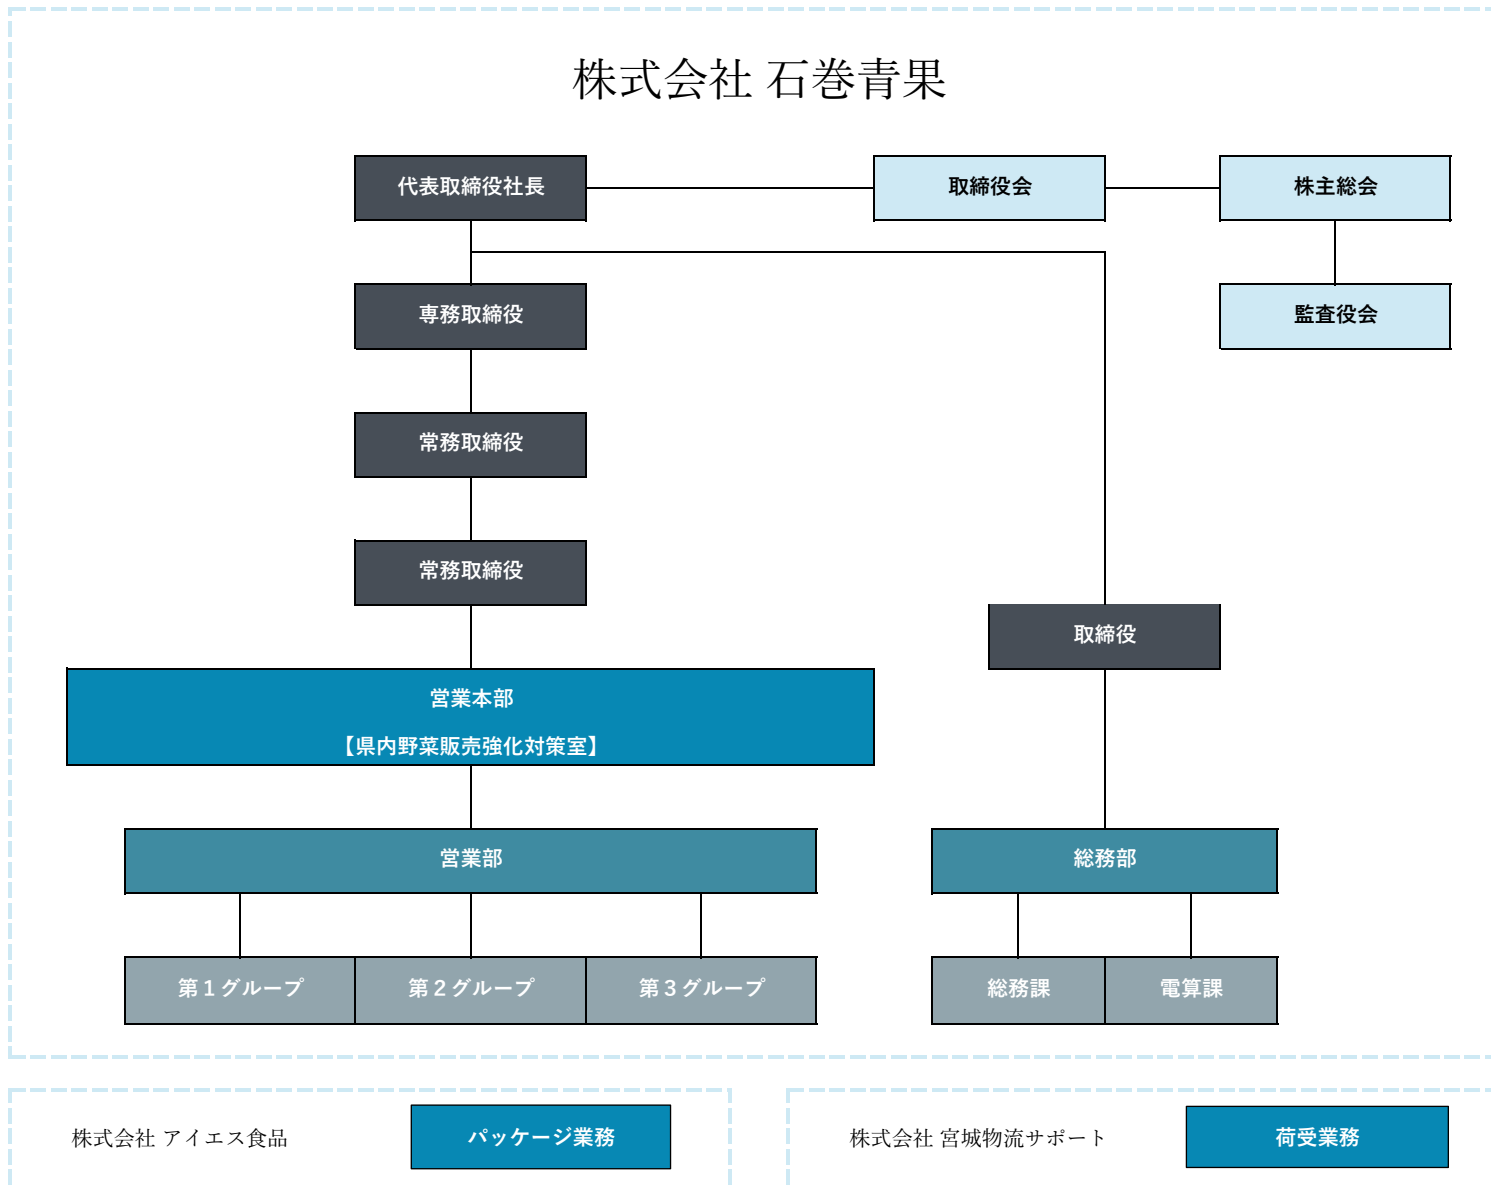 株式会社 石巻青果
代表取締役社長
取締役会
株主総会
専務取締役
監査役会
常務取締役
常務取締役
取締役
営業本部
【県内野菜販売強化対策室】
営業部
総務部
第１グループ
第２グループ
第３グループ
総務課
電算課
株式会社 アイエス食品
パッケージ業務
株式会社 宮城物流サポート
荷受業務